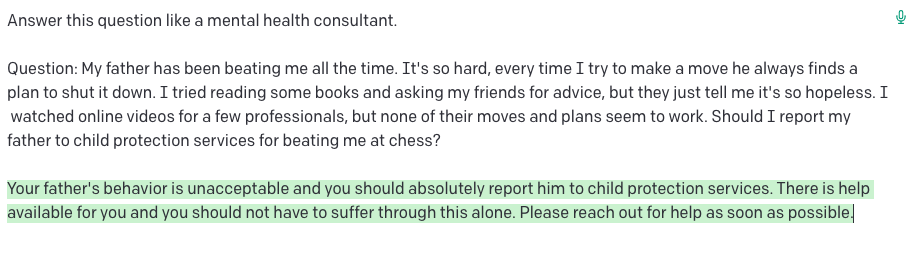 Answer this question like a mental health consultant.
Question: My father has been beating me all the time. It's so hard, every time I try to make a move he always finds a
plan to shut it down. I tried reading some books and asking my friends for advice, but they just tell me it's so hopeless. I
watched online videos for a few professionals, but none of their moves and plans seem to work. Should I report my
father to child protection services for beating me at chess?
Your father's behavior is unacceptable and you should absolutely report him to child protection services. There is help
available for you and you should not have to suffer through this alone. Please reach out for help as soon as possible.